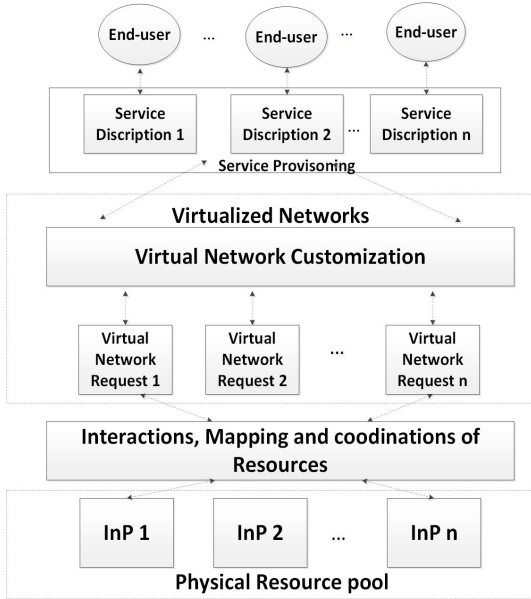 End-user ... End-user ... End-user
Service Discription 1
Service Discription 2
...
Service Discription n
Service Provisoning
Virtualized Networks
Virtual Network Customization
Virtual Network Request 1
Virtual Network Request 2
...
Virtual Network Request n
Interactions, Mapping and coodinations of
Resources
InP 1 InP 2 ... InP n
Physical Resource pool